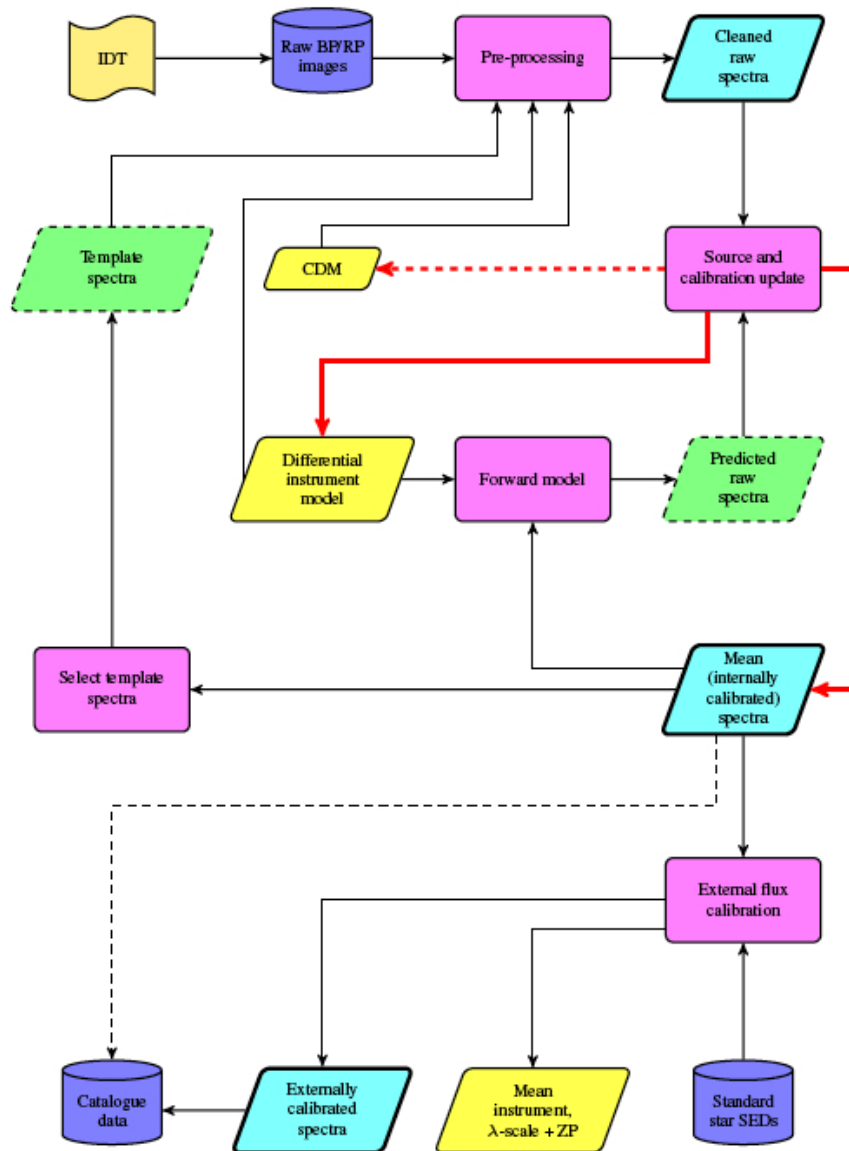 IDT
Raw BP/RP
images
Pre-processing
Cleaned
raw
spectra
Template
spectra
CDM
Source and
calibration update
Differential
instrument
model
Forward model
Predicted
raw
spectra
Select template
spectra
Mean
(internally
calibrated)
spectra
External flux
calibration
Catalogue
data
Externally
calibrated
spectra
Mean
instrument,
λ-scale + ZP
Standard
star SEDs